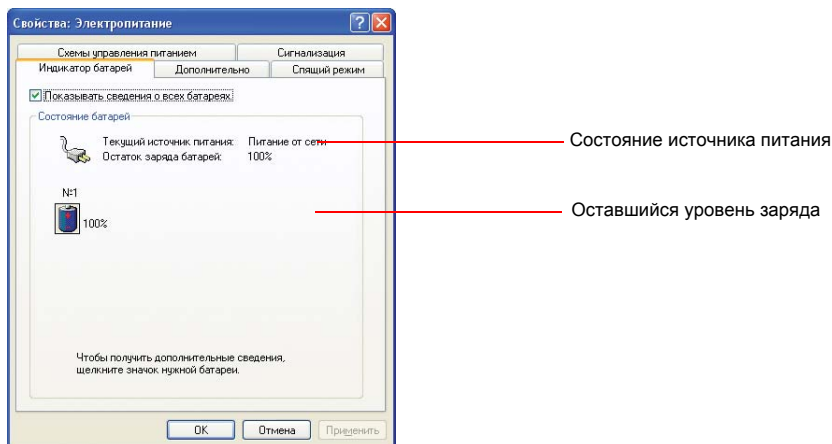 Свойства: Электропитание
Схемы управления питанием
Сигнализация
Индикатор батарей
Дополнительно
Спящий режим
Показывать сведения о всех батареях
Состояние батарей
Текущий источник питания: Питание от сети
Остаток заряда батарей: 100%
№1
100%
Чтобы получить дополнительные сведения,
щелкните значок нужной батареи.
OK
Отмена
Применить
Состояние источника питания
Оставшийся уровень заряда